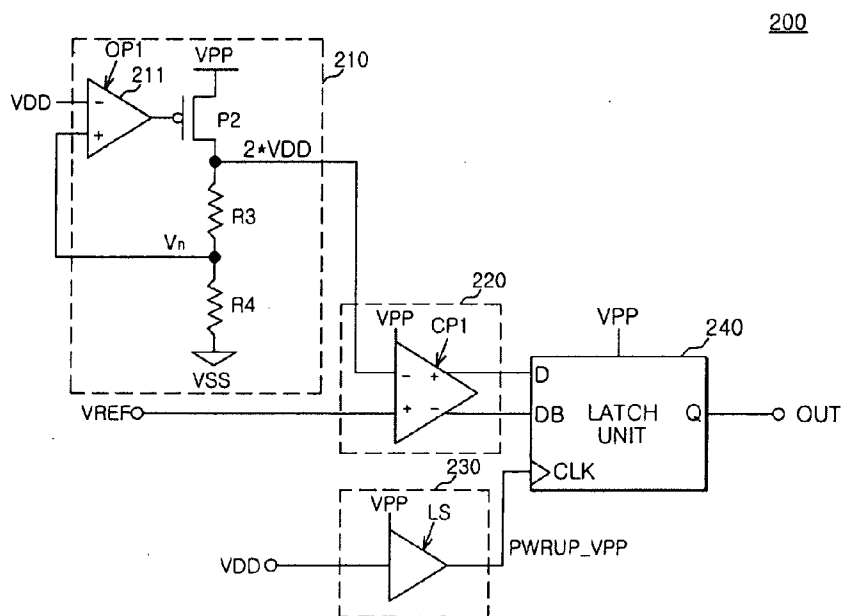 200
OP1
211
VPP
210
VDD
-
+
P2
2*VDD
R3
Vn
R4
VSS
220
VPP
CP1
- +
+ -
VREF
VPP
240
D
DB
LATCH
UNIT
Q
OUT
CLK
230
VPP
LS
VDD
PWRUP_VPP